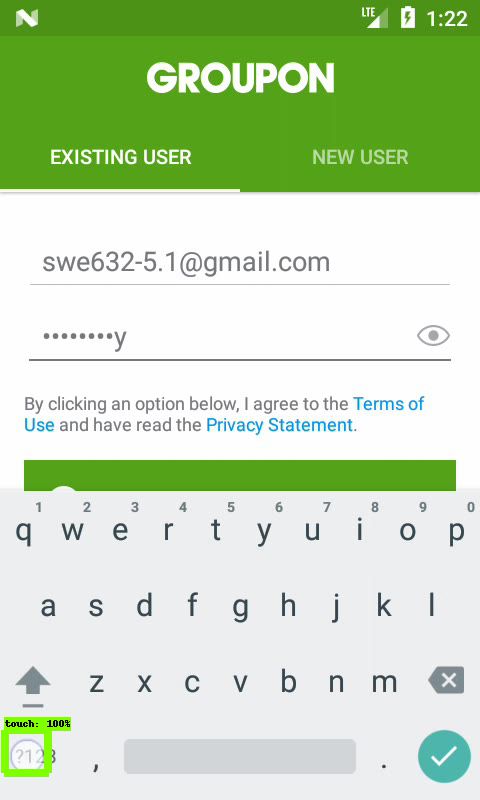 LTE 1:22
GROUPON
EXISTING USER NEW USER
swe632-5.1@gmail.com
••••••••y
By clicking an option below, I agree to the Terms of
Use and have read the Privacy Statement.
1 2 3 4 5 6 7 8 9 0
q w e r t y u i o p
a s d f g h j k l
z x c v b n m
touch: 100%
?123 , .